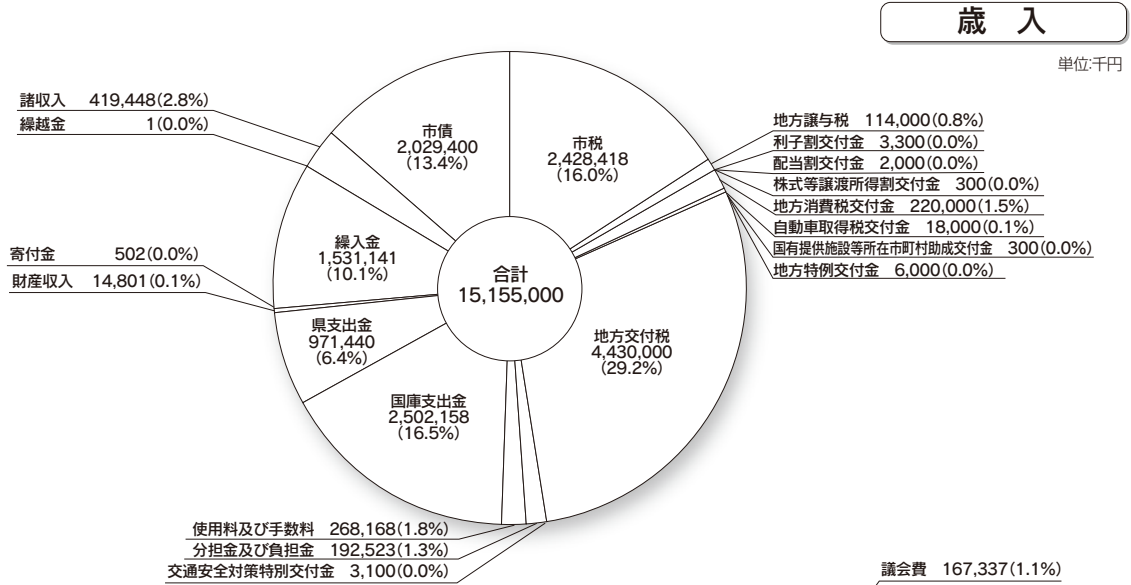 歳 入
単位:千円
諸収入 419,448(2.8%)
繰越金 1(0.0%)
市債
2,029,400
(13.4%)
市税
2,428,418
(16.0%)
地方譲与税 114,000(0.8%)
利子割交付金 3,300(0.0%)
配当割交付金 2,000(0.0%)
株式等譲渡所得割交付金 300(0.0%)
地方消費税交付金 220,000(1.5%)
自動車取得税交付金 18,000(0.1%)
国有提供施設等所在市町村助成交付金 300(0.0%)
地方特例交付金 6,000(0.0%)
繰入金
1,531,141
(10.1%)
寄付金 502(0.0%)
財産収入 14,801(0.1%)
合計
15,155,000
県支出金
971,440
(6.4%)
地方交付税
4,430,000
(29.2%)
国庫支出金
2,502,158
(16.5%)
使用料及び手数料 268,168(1.8%)
分担金及び負担金 192,523(1.3%)
交通安全対策特別交付金 3,100(0.0%)
議会費 167,337(1.1%)